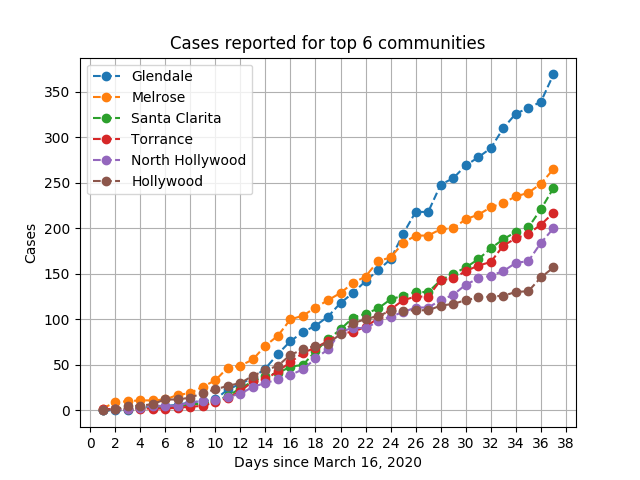 Cases reported for top 6 communities
Glendale
Melrose
Santa Clarita
Torrance
North Hollywood
Hollywood
350
300
250
200
150
100
50
0
Cases
0 2 4 6 8 10 12 14 16 18 20 22 24 26 28 30 32 34 36 38
Days since March 16, 2020